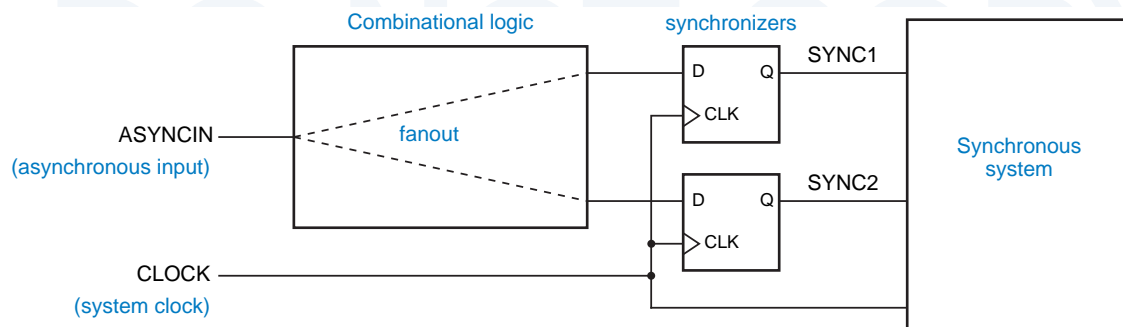 Combinational logic
synchronizers
SYNC1
D
Q
CLK
ASYNCIN
(asynchronous input)
fanout
Synchronous
system
SYNC2
D
Q
CLK
CLOCK
(system clock)